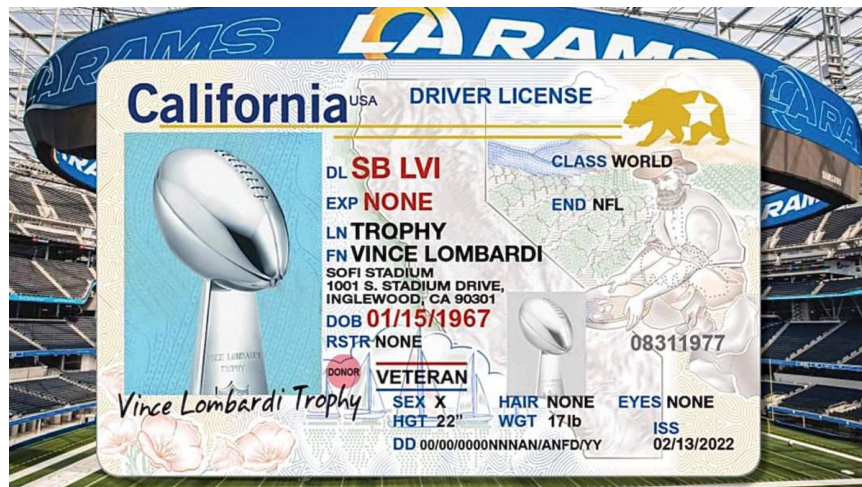 LA RAMS
RAMS
California USA
DRIVER LICENSE
DL SB LVI
CLASS WORLD
EXP NONE
END NFL
LN TROPHY
FN VINCE LOMBARDI
SOFI STADIUM
1001 S. STADIUM DRIVE,
INGLEWOOD, CA 90301
DOB 01/15/1967
RSTR NONE
08311977
DONOR
VETERAN
VINCE LOMBARDI
TROPHY
Vince Lombardi Trophy
SEX X
HAIR NONE
EYES NONE
HGT 22"
WGT 17lb
ISS
DD 00/00/0000NNNAN/ANFD/YY
02/13/2022